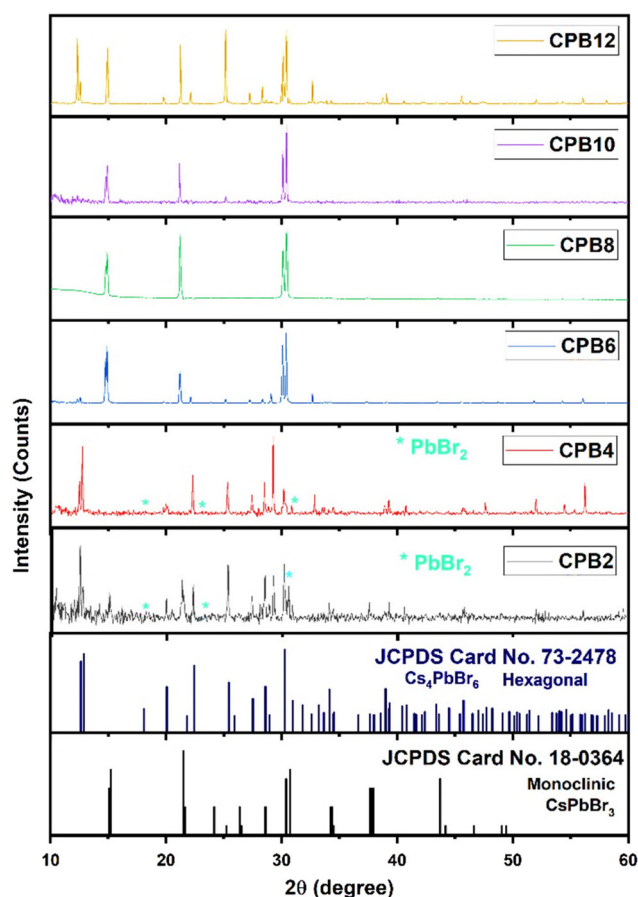 CPB12
CPB10
CPB8
CPB6
* PbBr2
CPB4
*
*
*
* PbBr2
CPB2
*
*
*
JCPDS Card No. 73-2478
Cs4PbBr6 Hexagonal
JCPDS Card No. 18-0364
Monoclinic
CsPbBr3
10 20 30 40 50 60
2θ (degree)
Intensity (Counts)